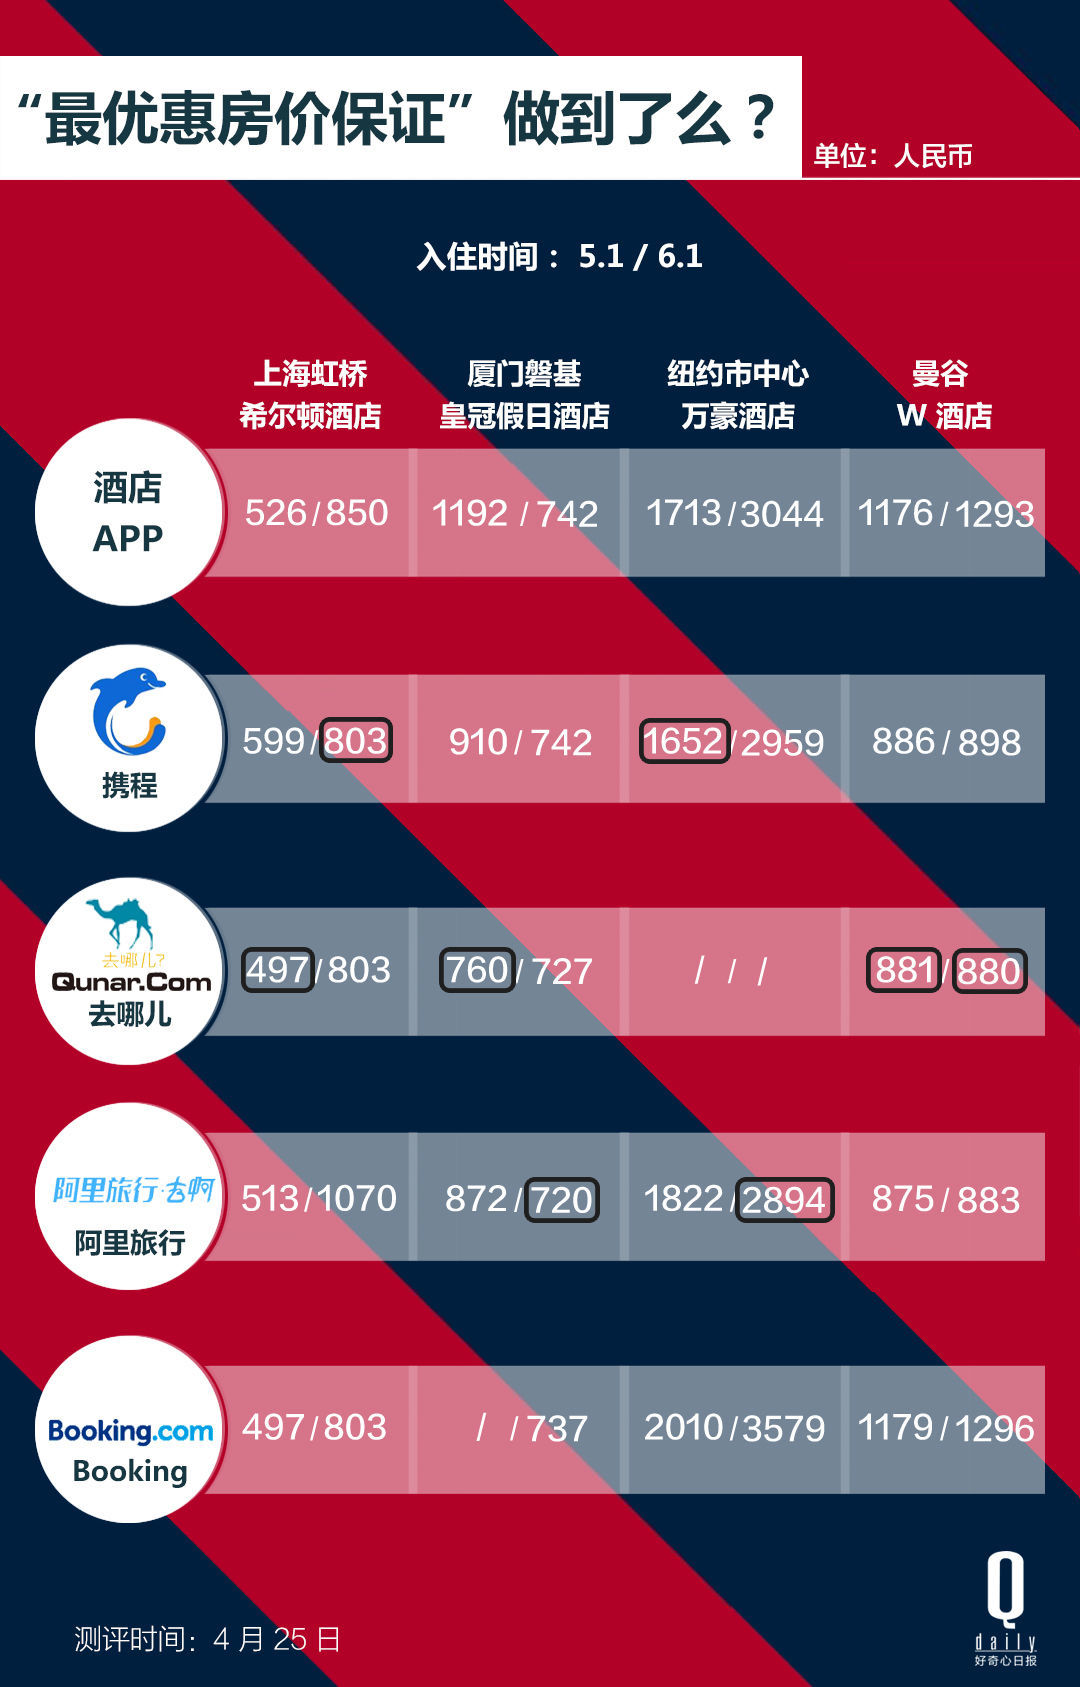 “最优惠房价保证”做到了么？
单位：人民币
入住时间：5.1 / 6.1
上海虹桥
希尔顿酒店
厦门磐基
皇冠假日酒店
纽约市中心
万豪酒店
曼谷
W 酒店
酒店
APP
526/850
1192 /742
1713/3044
1176/1293
携程
599/803
910/742
1652/2959
886/898
去哪儿?
Qunar.Com
去哪儿
497/803
760/727
/ / /
881/880
阿里旅行·去啊
阿里旅行
513/1070
872/720
1822/2894
875/883
Booking.com
Booking
497/803
/ /737
2010/3579
1179/1296
测评时间：4 月 25 日
Q
daily
好奇心日报